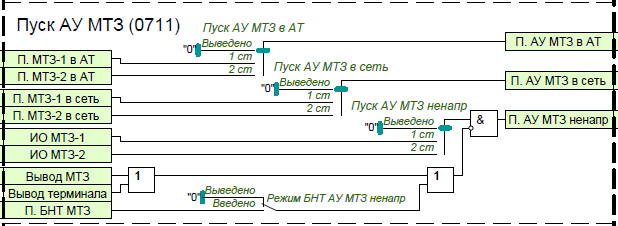 Пуск АУ МТЗ (0711)
Пуск АУ МТЗ в АТ
"0" Выведено
П. АУ МТЗ в АТ
П. МТЗ-1 в АТ
1 ст
П. МТЗ-2 в АТ
2 ст
Пуск АУ МТЗ в сеть
"0" Выведено
П. АУ МТЗ в сеть
П. МТЗ-1 в сеть
1 ст
П. МТЗ-2 в сеть
2 ст
Пуск АУ МТЗ ненапр
"0" Выведено
&
П. АУ МТЗ ненапр
ИО МТЗ-1
1 ст
ИО МТЗ-2
2 ст
Вывод МТЗ
1
1
Вывод терминала
"0" Выведено
Режим БНТ АУ МТЗ ненапр
Введено
П. БНТ МТЗ